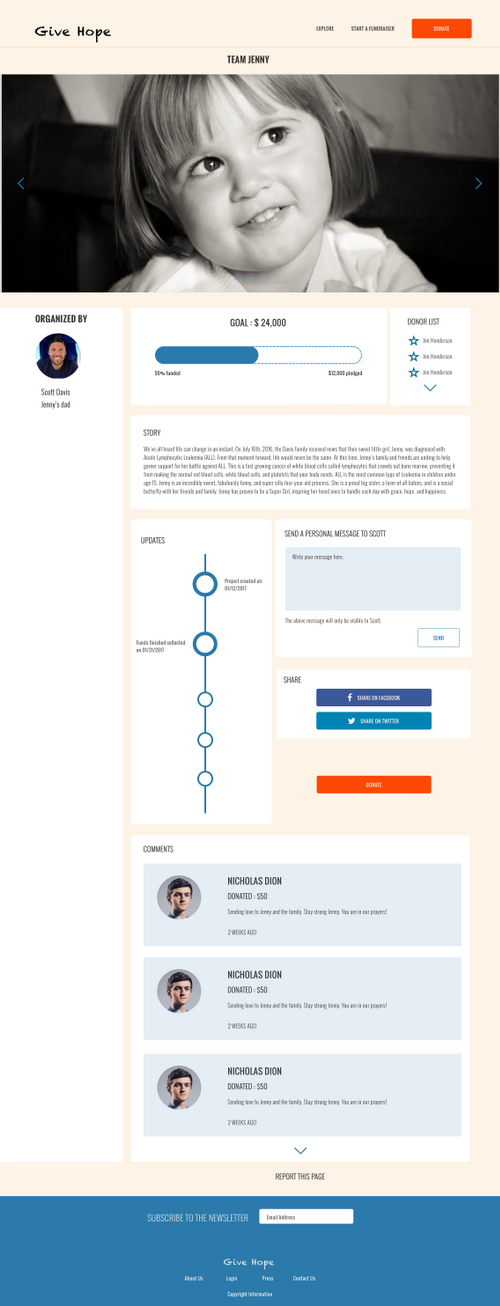 Give Hope
EXPLORE
START & FUNDRAISER
DONATE
TEAM JENNY
ORGANIZED BY
Scott Davis
Jenny's dad
GOAL : $ 24,000
50% funded
$12,000 pledged
DONOR LIST
Jim Henderson
Jim Henderson
Jim Henderson
STORY
We've all heard life can change in an instant. On July 16th, 2016, the Davis family received news that their sweet little girl, Jenny, was diagnosed with
Acute Lymphocytic Leukemia (ALL). From that moment forward, life would never be the same. At this time, Jenny's family and friends are uniting to help
garner support for her battle against ALL. This is a fast growing cancer of white blood cells called lymphocytes that crowds out bone marrow, preventing it
from making the normal red blood cells, white blood cells, and platelets that your body needs. ALL is the most common type of Leukemia in children under
age 15. Jenny is an incredibly sweet, fabulously funny, and super silly four-year-old princess. She is a proud big sister, a lover of all babies, and is a social
butterfly with her friends and family. Jenny has proven to be a Super Girl, inspiring her loved ones to handle each day with grace, hope, and happiness.
UPDATES
Project created on
01/12/2017
Funds finished collected
on 01/31/2017
SEND A PERSONAL MESSAGE TO SCOTT
Write your message here.
The above message will only be visible to Scott.
SEND
SHARE
SHARE ON FACEBOOK
SHARE ON TWITTER
DONATE
COMMENTS
NICHOLAS DION
DONATED : $50
Sending love to Jenny and the family. Stay strong Jenny. You are in our prayers!
2 WEEKS AGO
NICHOLAS DION
DONATED : $50
Sending love to Jenny and the family. Stay strong Jenny. You are in our prayers!
2 WEEKS AGO
NICHOLAS DION
DONATED : $50
Sending love to Jenny and the family. Stay strong Jenny. You are in our prayers!
2 WEEKS AGO
REPORT THIS PAGE
SUBSCRIBE TO THE NEWSLETTER
Email Address
Give Hope
About Us
Login
Press
Contact Us
Copyright Information